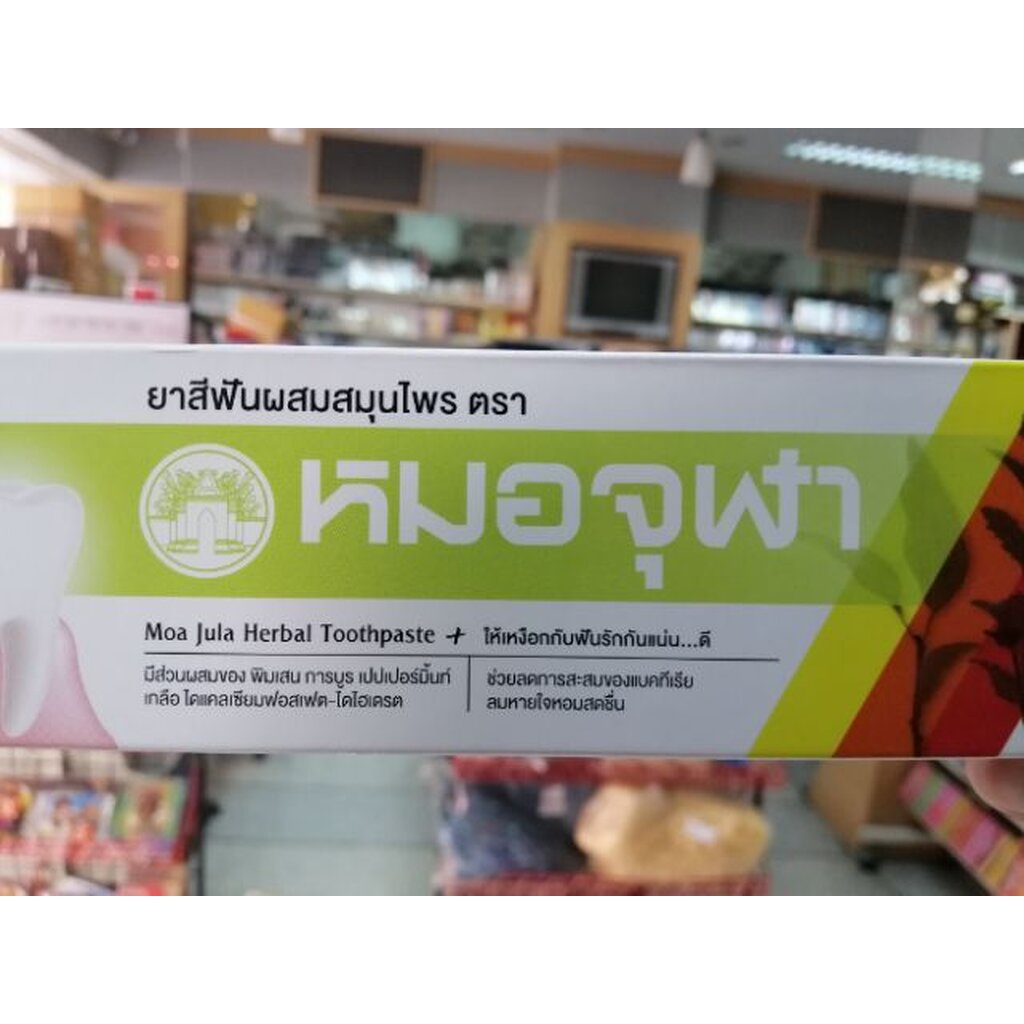 ยาสีฟันผสมสมุนไพร ตรา
หมอจุฬา
Moa Jula Herbal Toothpaste + ให้เหงือกกับฟันรักกันแน่น...ดี
มีส่วนผสมของ พิมเสน การบูร เปปเปอร์มิ้นท์
เกลือ ไดแคลเซียมฟอสเฟต-ไดไฮเดรต
ช่วยลดการสะสมของแบคทีเรีย
ลมหายใจหอมสดชื่น